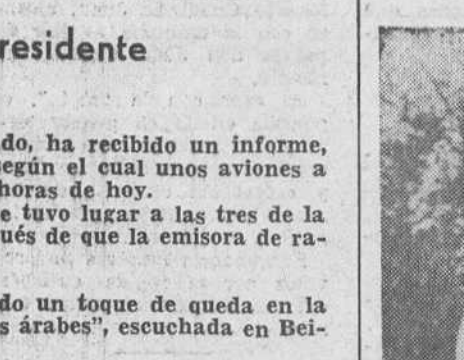 residente
do, ha recibido un informe,
según el cual unos aviones a
horas de hoy.
e tuvo lugar a las tres de la
ués de que la emisora de ra-
do un toque de queda en la
s árabes", escuchada en Bei-